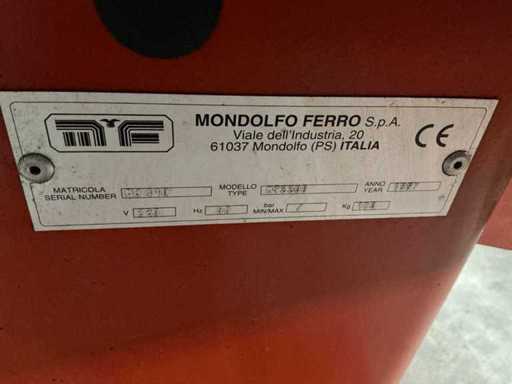 MF
MONDOLFO FERRO S.p.A.
Viale dell'Industria, 20
61037 Mondolfo (PS) ITALIA
CE
MATRICOLA
SERIAL NUMBER
MODELLO
TYPE
ANNO
YEAR
V
Hz
bar
MIN/MAX /
Kg